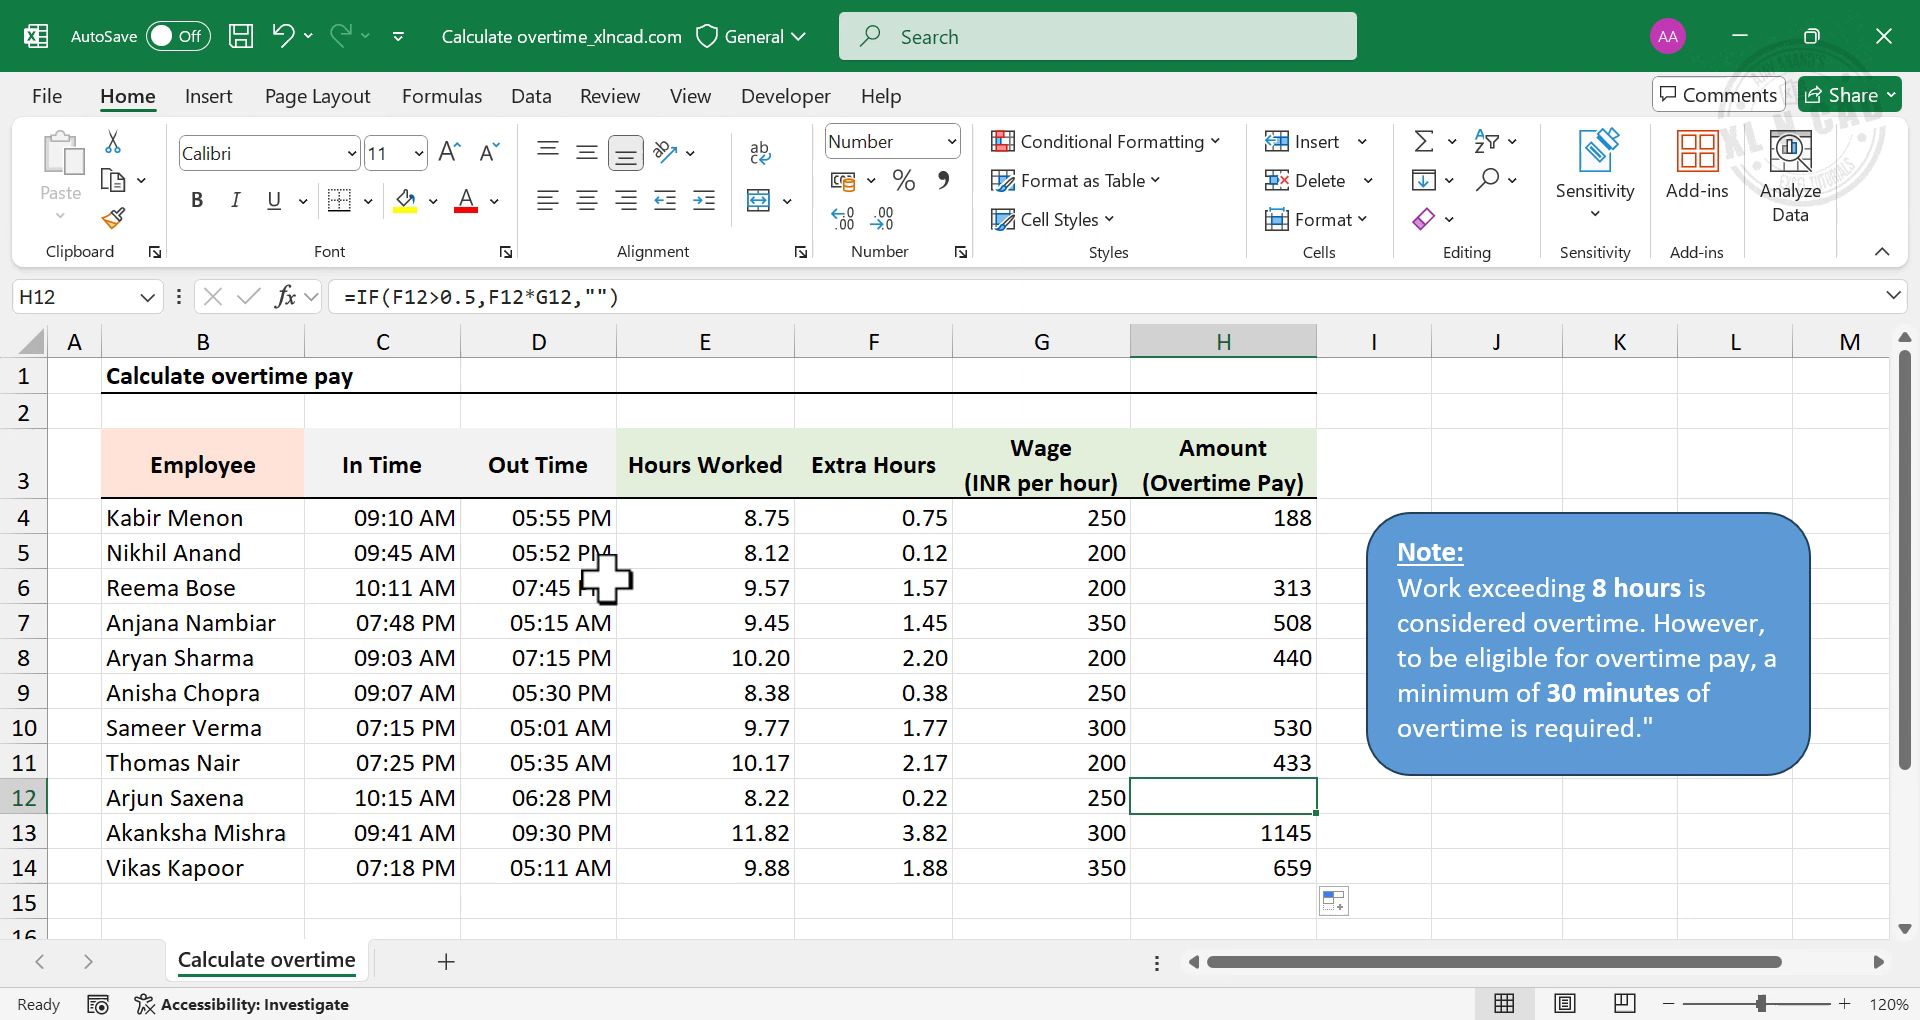 AutoSave Off Calculate overtime_xlncad.com General Search AA
File Home Insert Page Layout Formulas Data Review View Developer Help Comments Share
Paste
Clipboard
Calibri 11 A A
B I U A
Font
ab
Alignment
Number
% 9
.00 .00
Number
Conditional Formatting
Format as Table
Cell Styles
Styles
Insert
Delete
Format
Cells
Editing
Sensitivity
Sensitivity
Add-ins
Add-ins
Analyze
Data
XL N CAD
H12 fx =IF(F12>0.5,F12*G12,"")
A B C D E F G H I J K L M
1 Calculate overtime pay
2
3 Employee In Time Out Time Hours Worked Extra Hours Wage (INR per hour) Amount (Overtime Pay)
4 Kabir Menon 09:10 AM 05:55 PM 8.75 0.75 250 188
5 Nikhil Anand 09:45 AM 05:52 PM 8.12 0.12 200
6 Reema Bose 10:11 AM 07:45 9.57 1.57 200 313
7 Anjana Nambiar 07:48 PM 05:15 AM 9.45 1.45 350 508
8 Aryan Sharma 09:03 AM 07:15 PM 10.20 2.20 200 440
9 Anisha Chopra 09:07 AM 05:30 PM 8.38 0.38 250
10 Sameer Verma 07:15 PM 05:01 AM 9.77 1.77 300 530
11 Thomas Nair 07:25 PM 05:35 AM 10.17 2.17 200 433
12 Arjun Saxena 10:15 AM 06:28 PM 8.22 0.22 250
13 Akanksha Mishra 09:41 AM 09:30 PM 11.82 3.82 300 1145
14 Vikas Kapoor 07:18 PM 05:11 AM 9.88 1.88 350 659
15
16
Note:
Work exceeding 8 hours is
considered overtime. However,
to be eligible for overtime pay, a
minimum of 30 minutes of
overtime is required."
Calculate overtime
Ready Accessibility: Investigate 120%